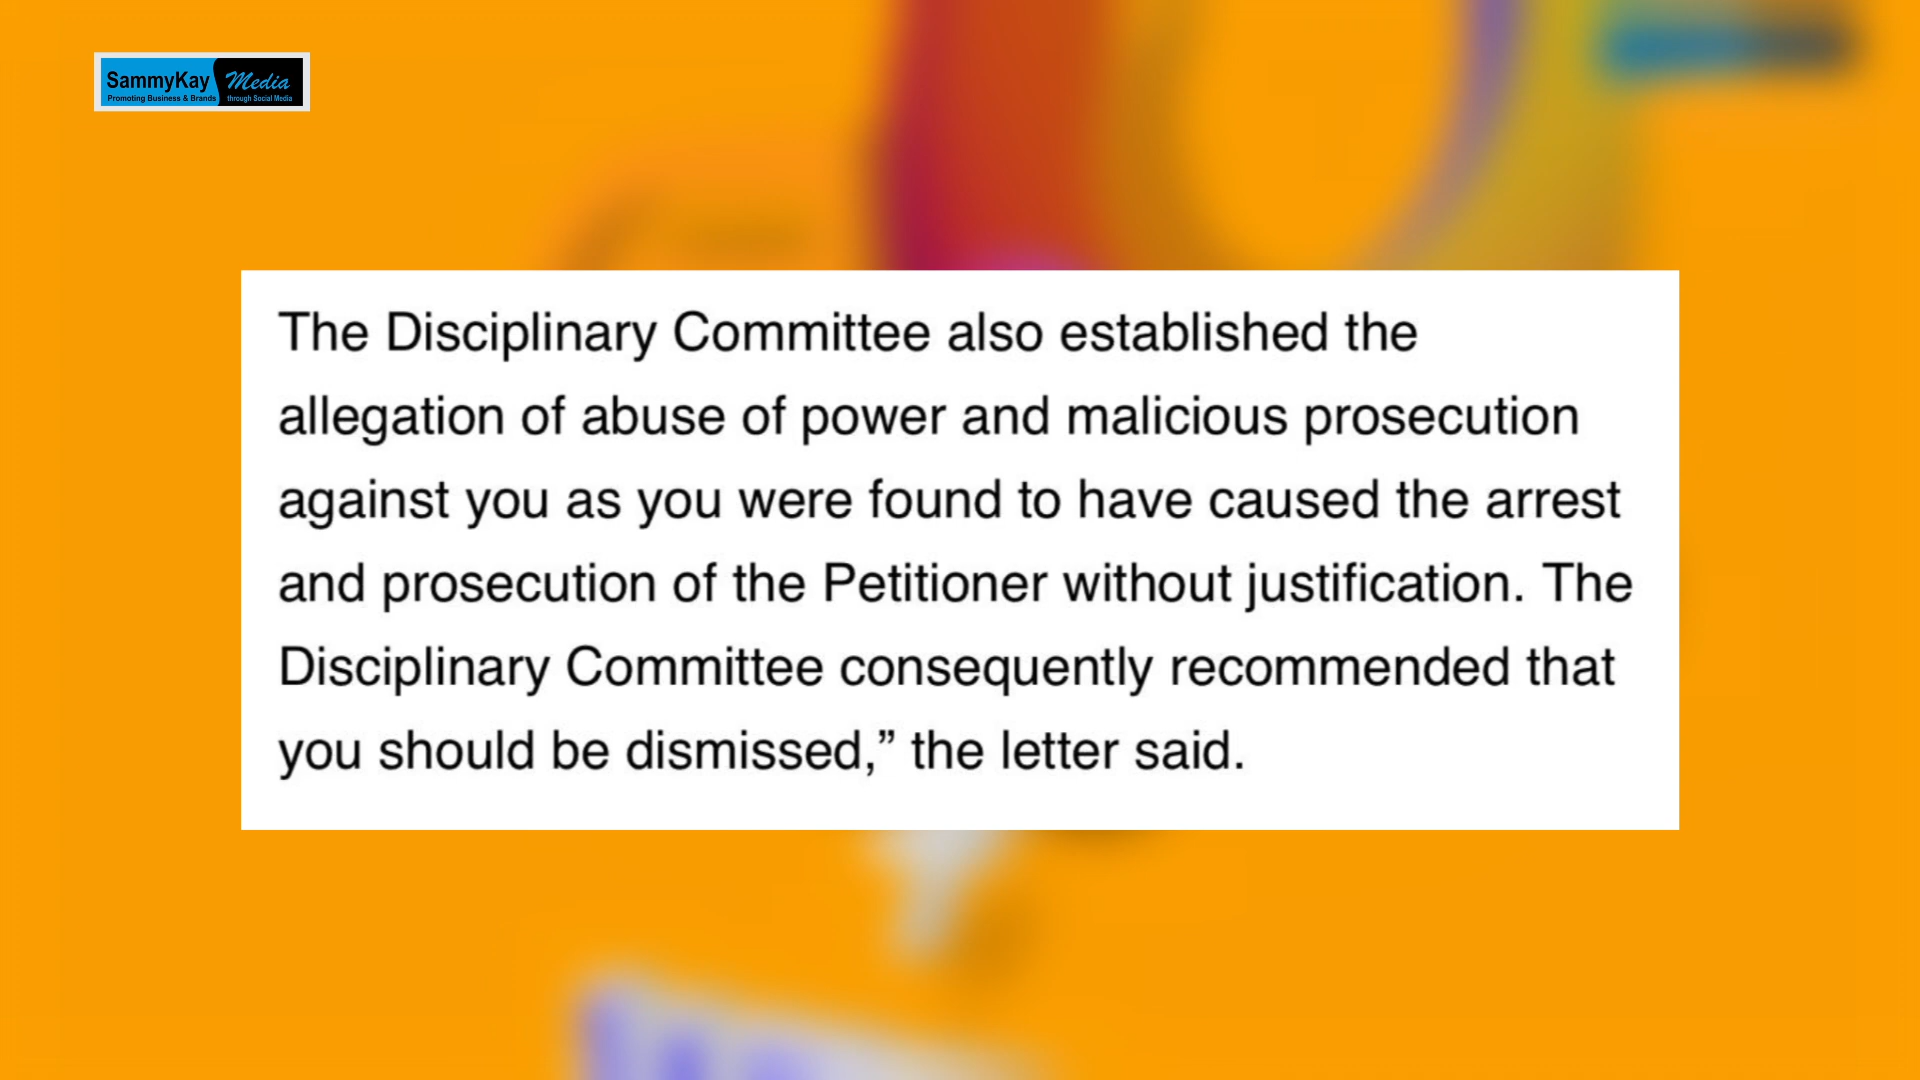 SammyKay Media
Promoting Business & Brands through Social Media
The Disciplinary Committee also established the
allegation of abuse of power and malicious prosecution
against you as you were found to have caused the arrest
and prosecution of the Petitioner without justification. The
Disciplinary Committee consequently recommended that
you should be dismissed,” the letter said.